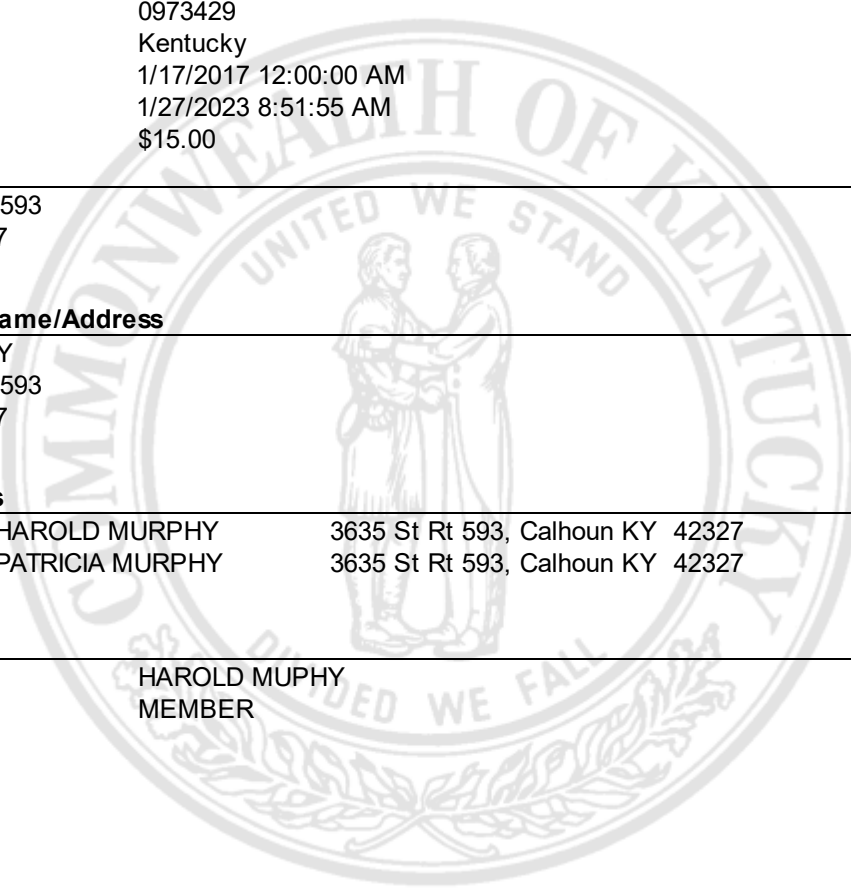 0973429
Kentucky
1/17/2017 12:00:00 AM
1/27/2023 8:51:55 AM
$15.00
593
7
ame/Address
Y
593
7
s
HAROLD MURPHY 3635 St Rt 593, Calhoun KY 42327
PATRICIA MURPHY 3635 St Rt 593, Calhoun KY 42327
HAROLD MUPHY
MEMBER
COMMONWEALTH OF KENTUCKY
UNITED WE STAND
DIVIDED WE FALL